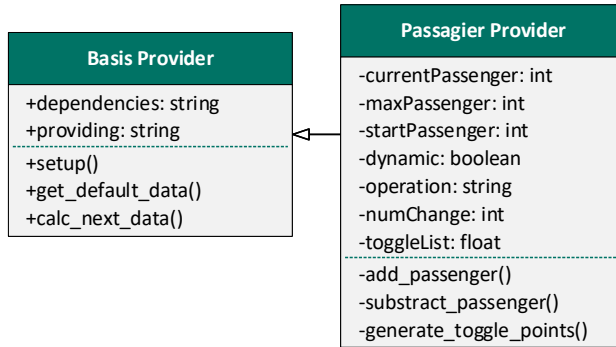 Basis Provider
+dependencies: string
+providing: string
+setup()
+get_default_data()
+calc_next_data()
Passagier Provider
-currentPassenger: int
-maxPassenger: int
-startPassenger: int
-dynamic: boolean
-operation: string
-numChange: int
-toggleList: float
-add_passenger()
-substract_passenger()
-generate_toggle_points()